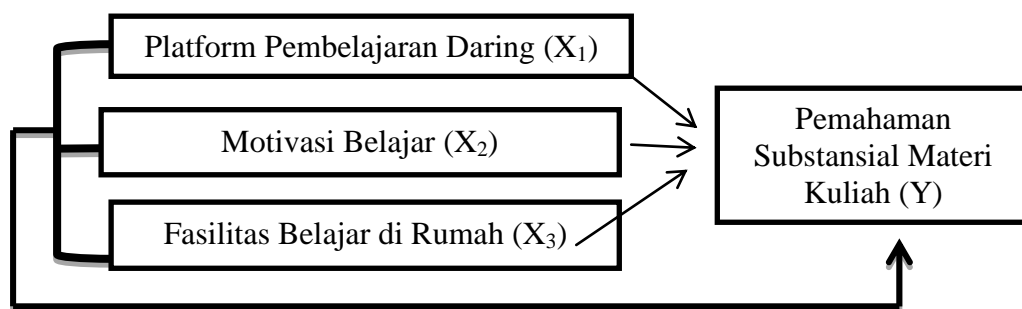 Platform Pembelajaran Daring (X₁)
Motivasi Belajar (X₂)
Fasilitas Belajar di Rumah (X₃)
Pemahaman
Substansial Materi
Kuliah (Y)